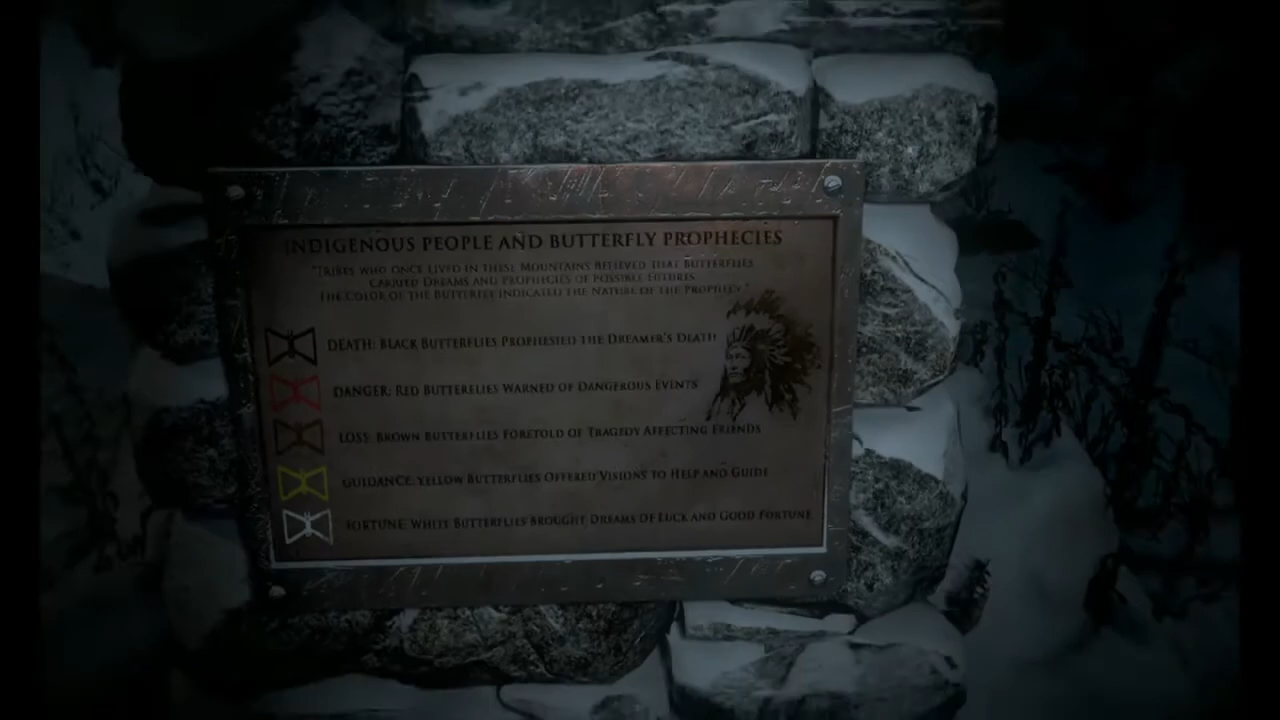 INDIGENOUS PEOPLE AND BUTTERFLY PROPHECIES
"TRIBES WHO ONCE LIVED IN THESE MOUNTAINS BELIEVED THAT BUTTERFLIES
CARRIED DREAMS AND PROPHECIES OF POSSIBLE FUTURES.
THE COLOR OF THE BUTTERFLY INDICATED THE NATURE OF THE PROPHECY."
DEATH: BLACK BUTTERFLIES PROPHESIED THE DREAMER'S DEATH
DANGER: RED BUTTERFLIES WARNED OF DANGEROUS EVENTS
LOSS: BROWN BUTTERFLIES FORETOLD OF TRAGEDY AFFECTING FRIENDS
GUIDANCE: YELLOW BUTTERFLIES OFFERED VISIONS TO HELP AND GUIDE
FORTUNE: WHITE BUTTERFLIES BROUGHT DREAMS OF LUCK AND GOOD FORTUNE